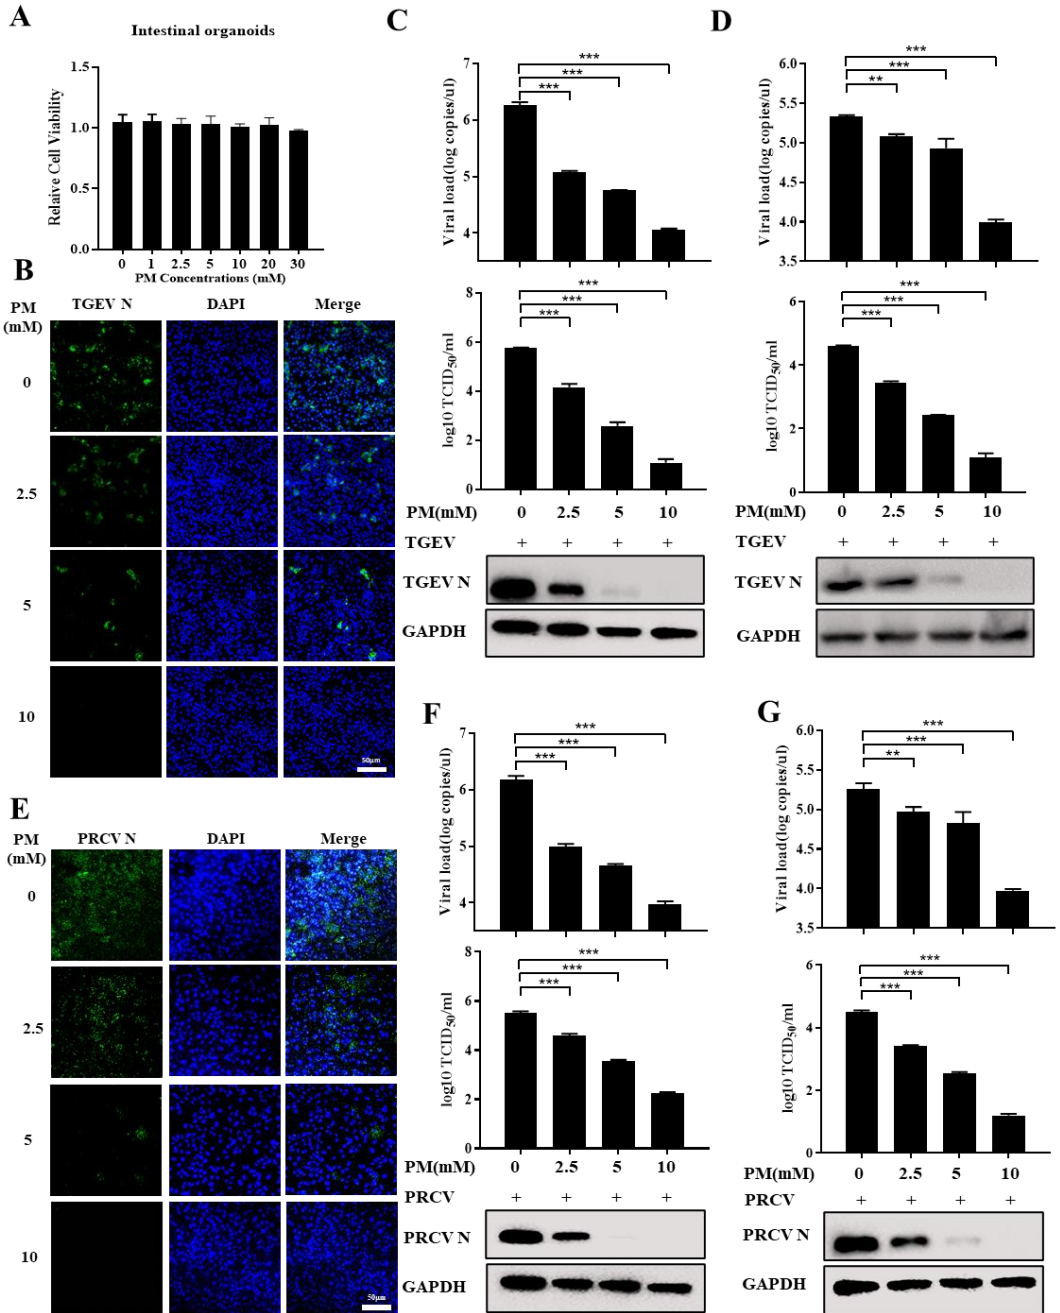 A
Intestinal organoids
Relaive Cell Viability
1.5
1.0
0.5
0.0
0 1 2.5 5 10 20 30
PM Concentrations (mM)
B
PM
(mM)
TGEV N DAPI Merge
0
2.5
5
10
50μm
C
Viral load(log copies/ul)
7
6
5
4
***
***
***
log10 TCID50/ml
8
6
4
2
0
***
***
***
PM(mM) 0 2.5 5 10
TGEV + + + +
TGEV N
GAPDH
D
Viral load(log copies/ul)
6.0
5.5
5.0
4.5
4.0
3.5
***
***
**
log10 TCID50/ml
6
4
2
0
***
***
***
PM(mM) 0 2.5 5 10
TGEV + + + +
TGEV N
GAPDH
E
PM
(mM)
PRCV N DAPI Merge
0
2.5
5
10
50μm
F
Viral load(log copies/ul)
7
6
5
4
***
***
***
log10 TCID50/ml
8
6
4
2
0
***
***
***
PM(mM) 0 2.5 5 10
PRCV + + + +
PRCV N
GAPDH
G
Viral load(log copies/ul)
6.0
5.5
5.0
4.5
4.0
3.5
***
***
**
log10 TCID50/ml
6
4
2
0
***
***
***
PM(mM) 0 2.5 5 10
PRCV + + + +
PRCV N
GAPDH